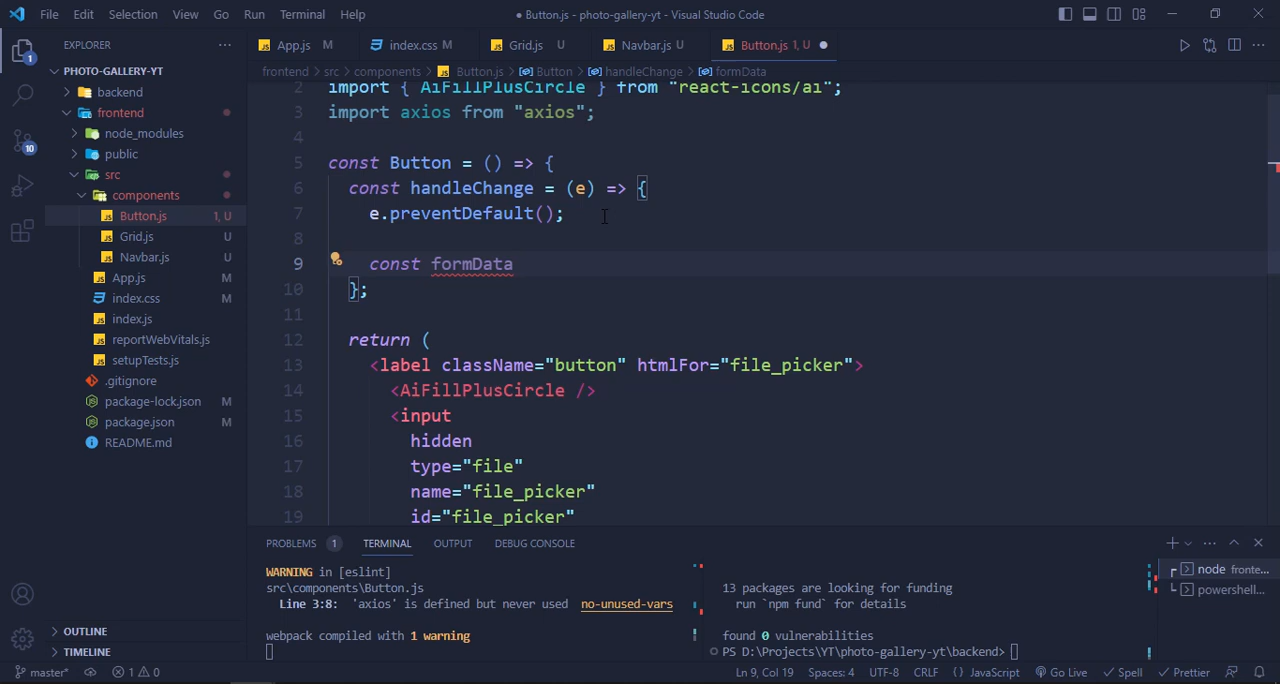 File Edit Selection View Go Run Terminal Help
● Button.js - photo-gallery-yt - Visual Studio Code
EXPLORER
PHOTO-GALLERY-YT
backend
frontend
node_modules
public
src
components
Button.js 1, U
Grid.js U
Navbar.js U
App.js M
index.css M
index.js
reportWebVitals.js
setupTests.js
.gitignore
package-lock.json M
package.json M
README.md
OUTLINE
TIMELINE
1
10
JS App.js M index.css M JS Grid.js U JS Navbar.js U JS Button.js 1, U
frontend > src > components > JS Button.js > Button > handleChange > formData
2 import { AiFillPlusCircle } from "react-icons/ai";
3 import axios from "axios";
4
5 const Button = () => {
6 const handleChange = (e) => {
7 e.preventDefault();
8
9 const formData
10 };
11
12 return (
13 <label className="button" htmlFor="file_picker">
14 <AiFillPlusCircle />
15 <input
16 hidden
17 type="file"
18 name="file_picker"
19 id="file_picker"
PROBLEMS 1 TERMINAL OUTPUT DEBUG CONSOLE
WARNING in [eslint]
src\components\Button.js
Line 3:8: 'axios' is defined but never used no-unused-vars
webpack compiled with 1 warning
13 packages are looking for funding
run `npm fund` for details
found 0 vulnerabilities
PS D:\Projects\YT\photo-gallery-yt\backend>
node fronte...
powershell...
master* 1 0
Ln 9, Col 19 Spaces: 4 UTF-8 CRLF { } JavaScript Go Live Spell Prettier